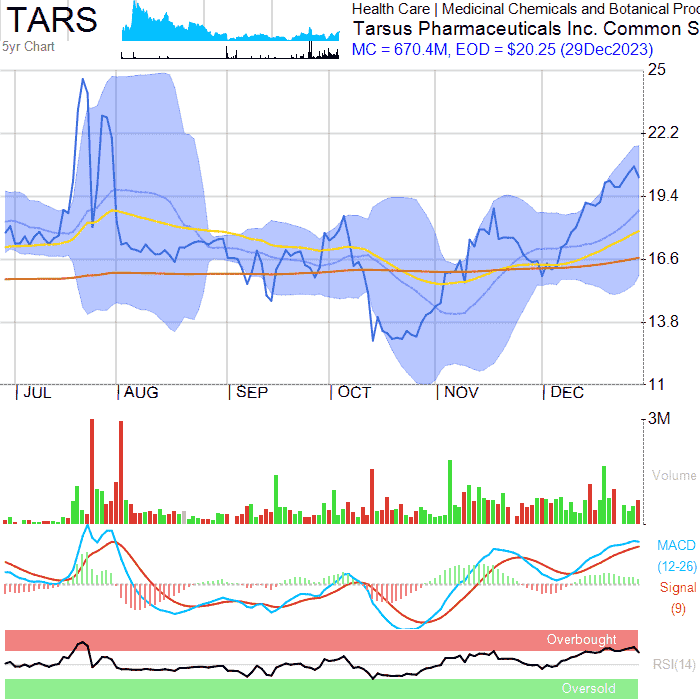 TARS
5yr Chart
Health Care | Medicinal Chemicals and Botanical Pro
Tarsus Pharmaceuticals Inc. Common S
MC = 670.4M, EOD = $20.25 (29Dec2023)
25
22.2
19.4
16.6
13.8
11
JUL
AUG
SEP
OCT
NOV
DEC
3M
Volume
MACD
(12-26)
Signal
(9)
Overbought
RSI(14)
Oversold